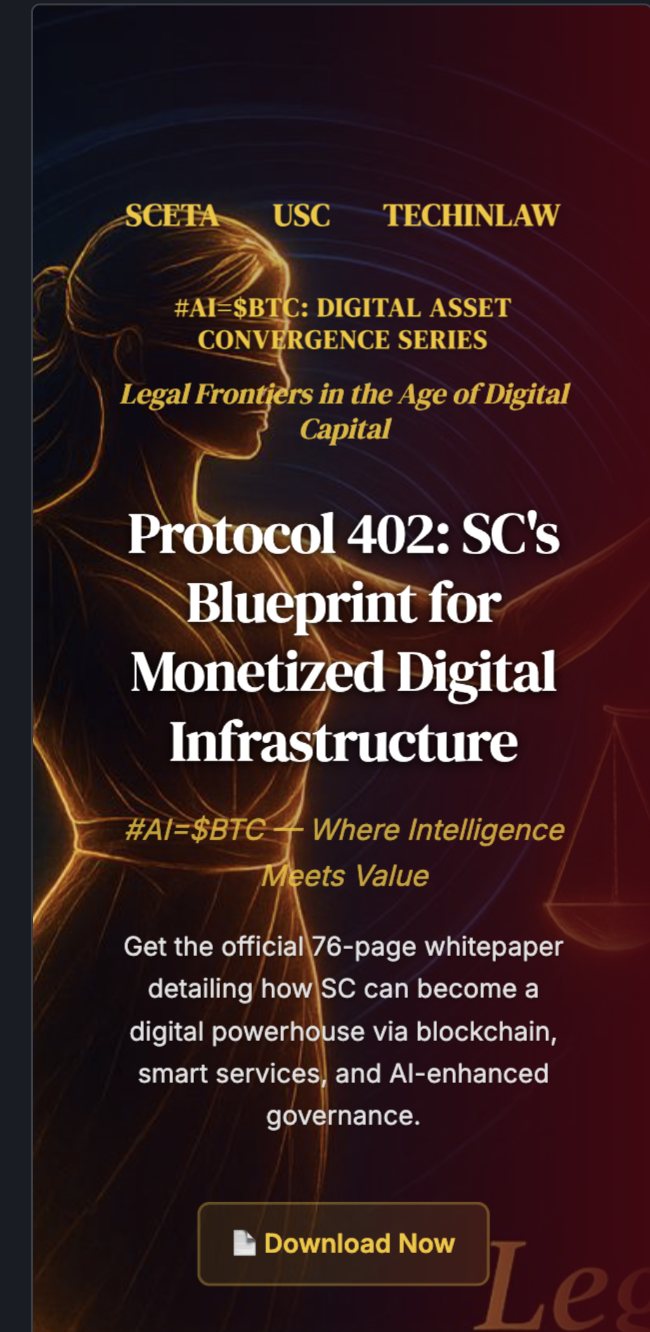 SCETA USC TECHINLAW
#AI=$BTC: DIGITAL ASSET
CONVERGENCE SERIES
Legal Frontiers in the Age of Digital
Capital
Protocol 402: SC's
Blueprint for
Monetized Digital
Infrastructure
#AI=$BTC — Where Intelligence
Meets Value
Get the official 76-page whitepaper
detailing how SC can become a
digital powerhouse via blockchain,
smart services, and AI-enhanced
governance.
Download Now
Leg